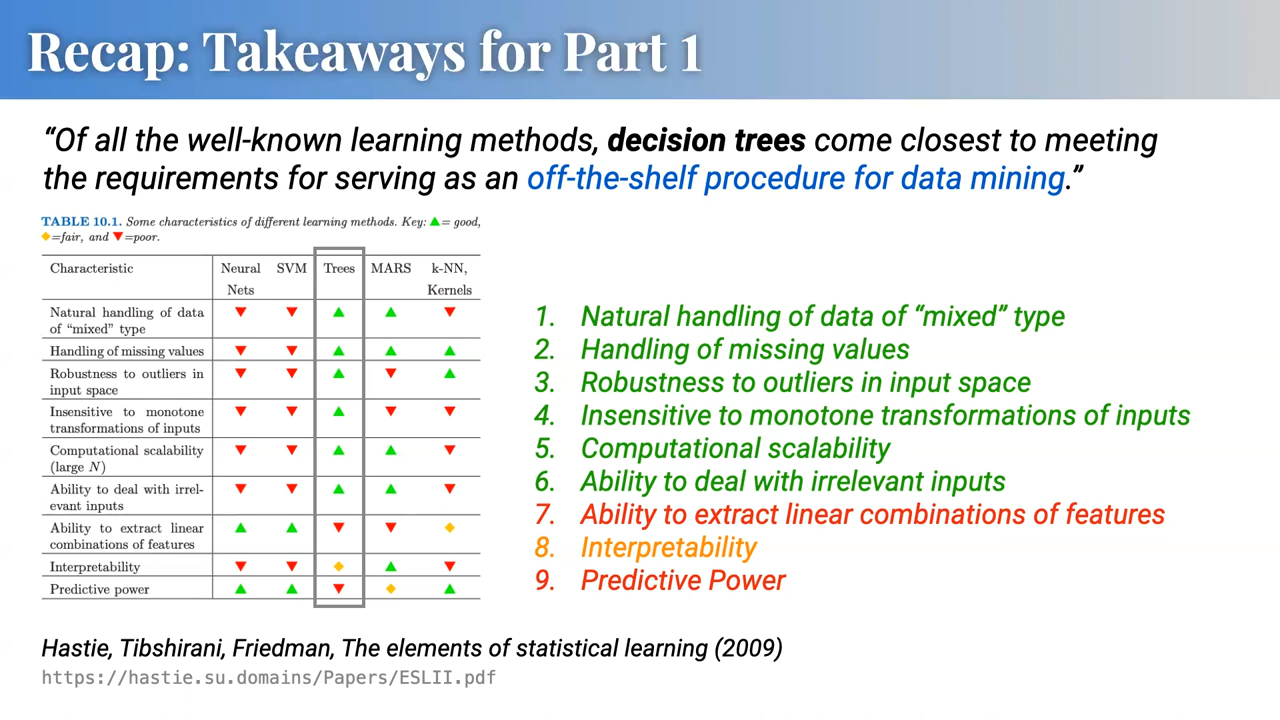 Recap: Takeaways for Part 1
“Of all the well-known learning methods, decision trees come closest to meeting
the requirements for serving as an off-the-shelf procedure for data mining.”
TABLE 10.1. Some characteristics of different learning methods. Key: ▲= good,
◆=fair, and ▼=poor.
Characteristic Neural SVM Trees MARS k-NN,
Nets Kernels
Natural handling of data ▼ ▼ ▲ ▲ ▼
of “mixed” type
Handling of missing values ▼ ▼ ▲ ▲ ▲
Robustness to outliers in ▼ ▼ ▲ ▼ ▲
input space
Insensitive to monotone ▼ ▼ ▲ ▼ ▼
transformations of inputs
Computational scalability ▼ ▼ ▲ ▲ ▼
(large N)
Ability to deal with irrel- ▼ ▼ ▲ ▲ ▼
evant inputs
Ability to extract linear ▲ ▲ ▼ ▼ ◆
combinations of features
Interpretability ▼ ▼ ◆ ▲ ▼
Predictive power ▲ ▲ ▼ ◆ ▲
1. Natural handling of data of “mixed” type
2. Handling of missing values
3. Robustness to outliers in input space
4. Insensitive to monotone transformations of inputs
5. Computational scalability
6. Ability to deal with irrelevant inputs
7. Ability to extract linear combinations of features
8. Interpretability
9. Predictive Power
Hastie, Tibshirani, Friedman, The elements of statistical learning (2009)
https://hastie.su.domains/Papers/ESLII.pdf